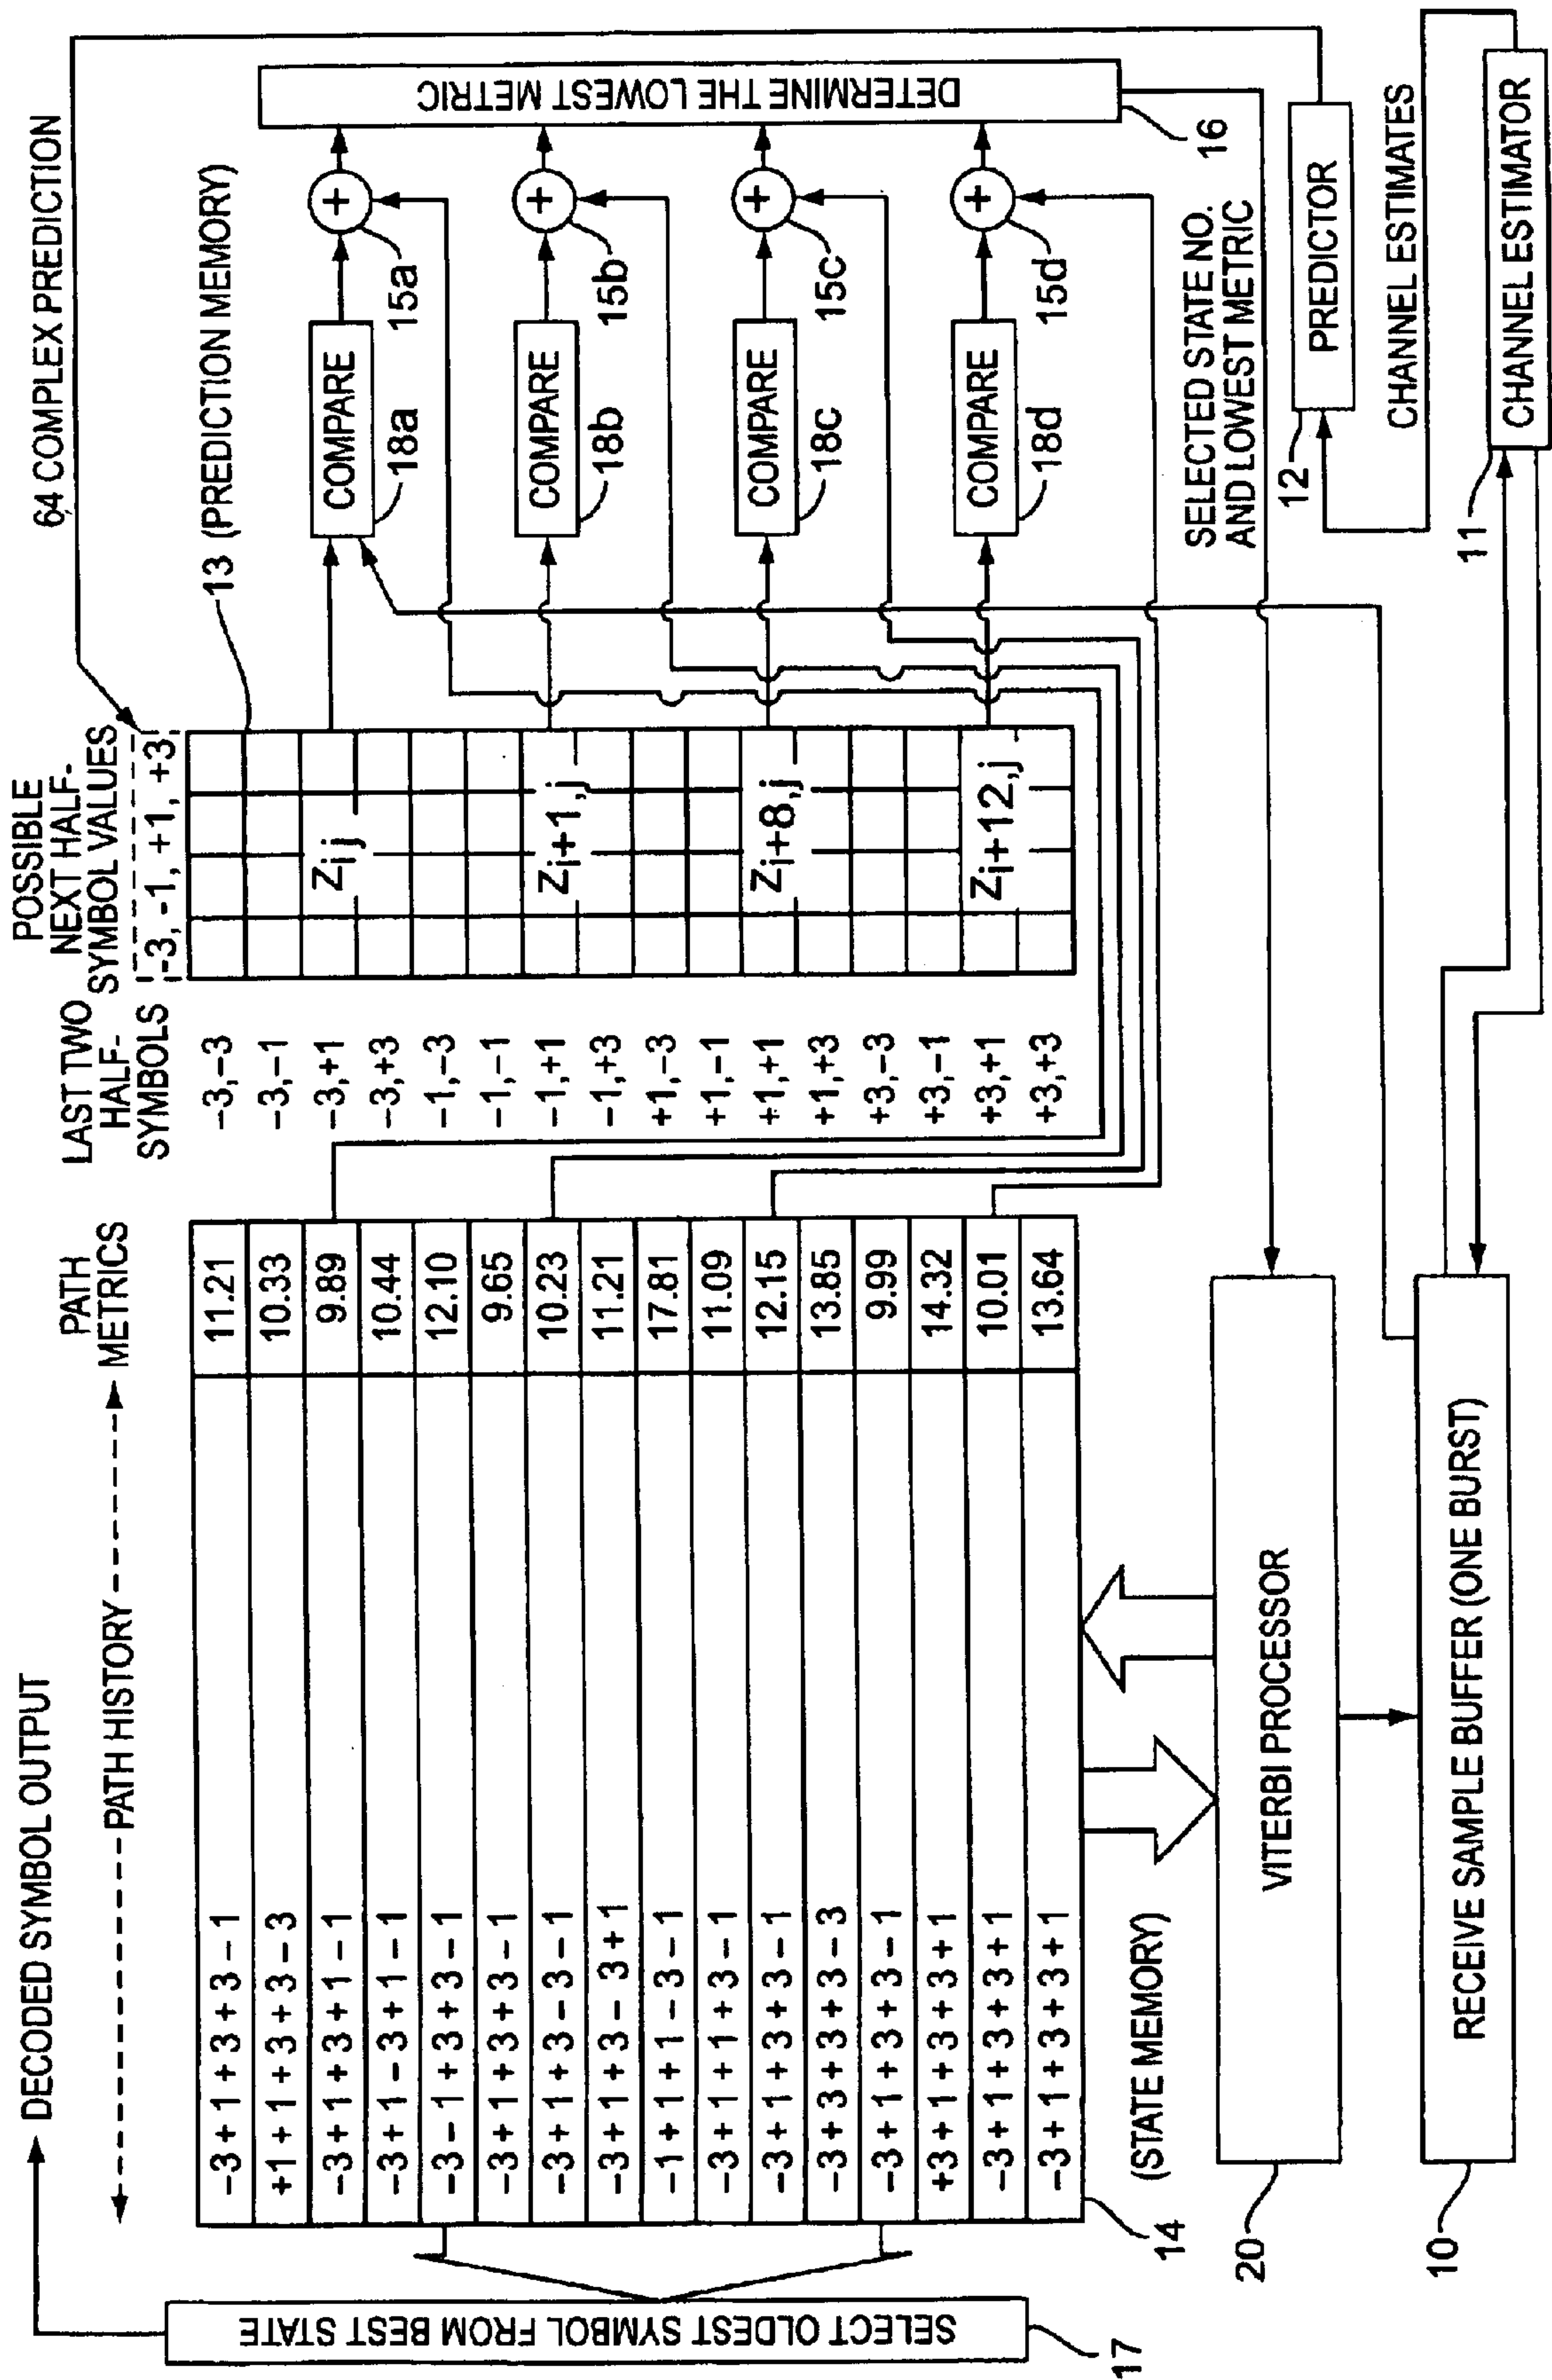 DECODED SYMBOL OUTPUT
PATH HISTORY
PATH
METRICS
LAST TWO
HALF-
SYMBOLS
POSSIBLE
NEXT HALF-
SYMBOL VALUES
-3, -1, +1, +3
64 COMPLEX PREDICTION
13 (PREDICTION MEMORY)
SELECT OLDEST SYMBOL FROM BEST STATE
17
-3+1+3+3-1 11.21 -3,-3
+1+1+3+3-3 10.33 -3,-1
-3+1+3+1-1 9.89 -3,+1
-3+1-3+1-1 10.44 -3,+3
-3-1+3+3-1 12.10 -1,-3
-3+1+3+3-1 9.65 -1,-1
-3+1+3-3-1 10.23 -1,+1
-3+1+3-3+1 11.21 -1,+3
-1+1+1-3-1 17.81 +1,-3
-3+1+1+3-1 11.09 +1,-1
-3+1+3+3-1 12.15 +1,+1
-3+3+3+3-3 13.85 +1,+3
-3+1+3+3-1 9.99 +3,-3
+3+1+3+3+1 14.32 +3,-1
-3+1+3+3+1 10.01 +3,+1
-3+1+3+3+1 13.64 +3,+3
Zij
Zi+1,j
Zi+8,j
Zi+12,j
COMPARE
18a
15a
COMPARE
18b
15b
COMPARE
18c
15c
COMPARE
18d
15d
+
+
+
+
DETERMINE THE LOWEST METRIC
16
14
(STATE MEMORY)
SELECTED STATE NO.
AND LOWEST METRIC
20
VITERBI PROCESSOR
12
PREDICTOR
CHANNEL ESTIMATES
10
RECEIVE SAMPLE BUFFER (ONE BURST)
11
CHANNEL ESTIMATOR